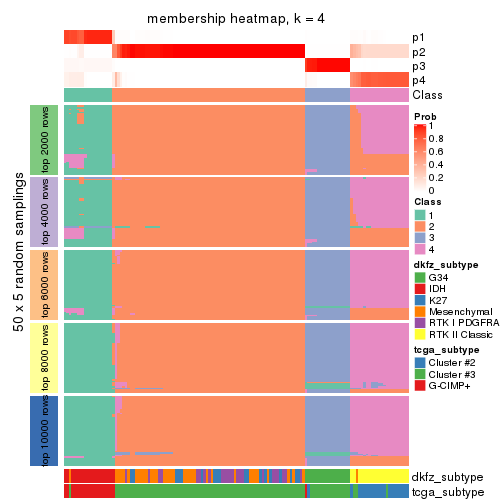 membership heatmap, k = 4
p1
p2
p3
p4
Class
50 x 5 random samplings
top 2000 rows
top 4000 rows
top 6000 rows
top 8000 rows
top 10000 rows
Prob
1
0.8
0.6
0.4
0.2
0
Class
1
2
3
4
dkfz_subtype
G34
IDH
K27
Mesenchymal
RTK I PDGFRA
RTK II Classic
tcga_subtype
Cluster #2
Cluster #3
G-CIMP+
dkfz_subtype
tcga_subtype